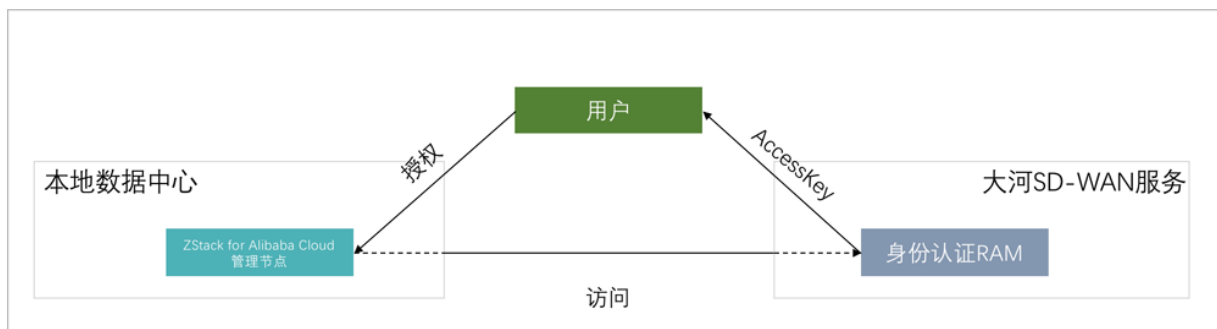 用户
授权
AccessKey
本地数据中心
大河SD-WAN服务
ZStack for Alibaba Cloud
管理节点
身份认证RAM
访问